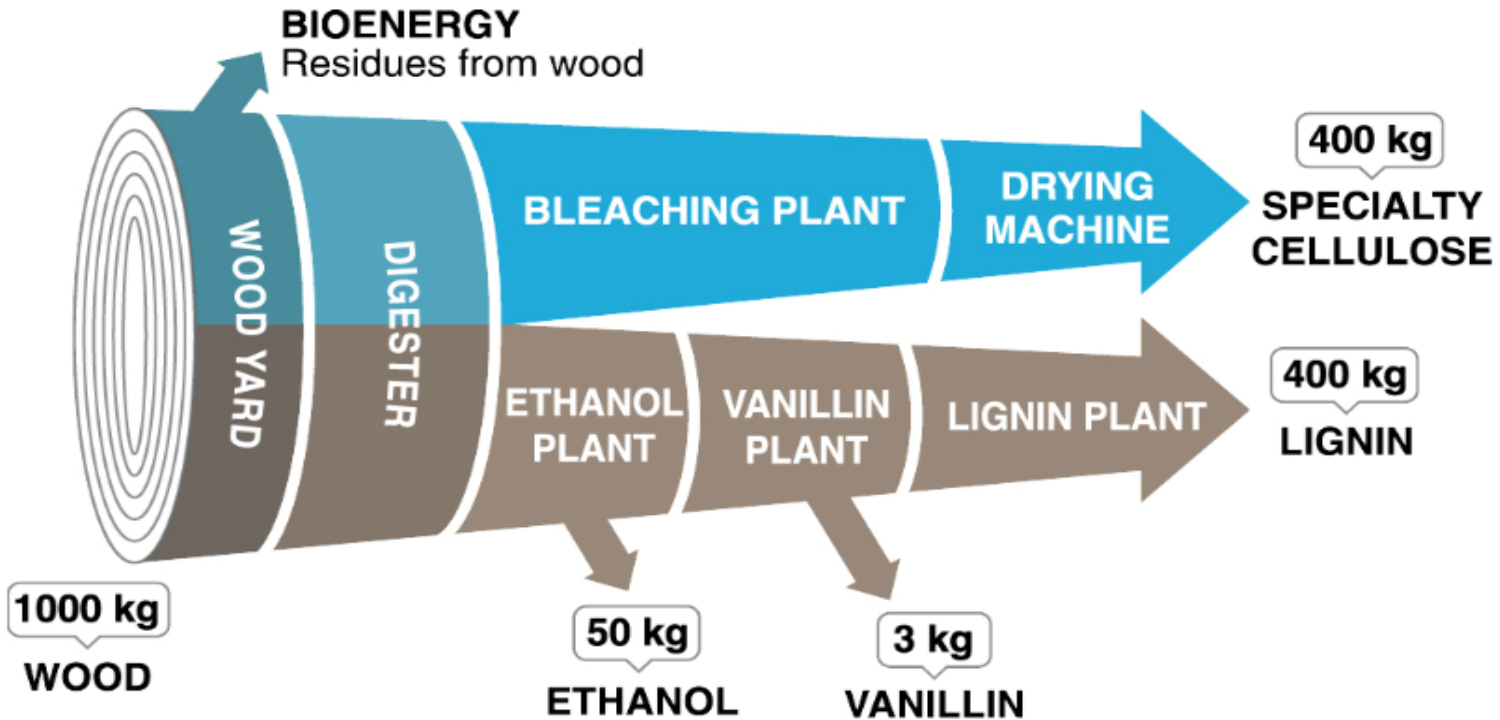 BIOENERGY
Residues from wood
WOOD YARD
DIGESTER
BLEACHING PLANT
DRYING
MACHINE
400 kg
SPECIALTY
CELLULOSE
ETHANOL
PLANT
VANILLIN
PLANT
LIGNIN PLANT
400 kg
LIGNIN
1000 kg
WOOD
50 kg
ETHANOL
3 kg
VANILLIN